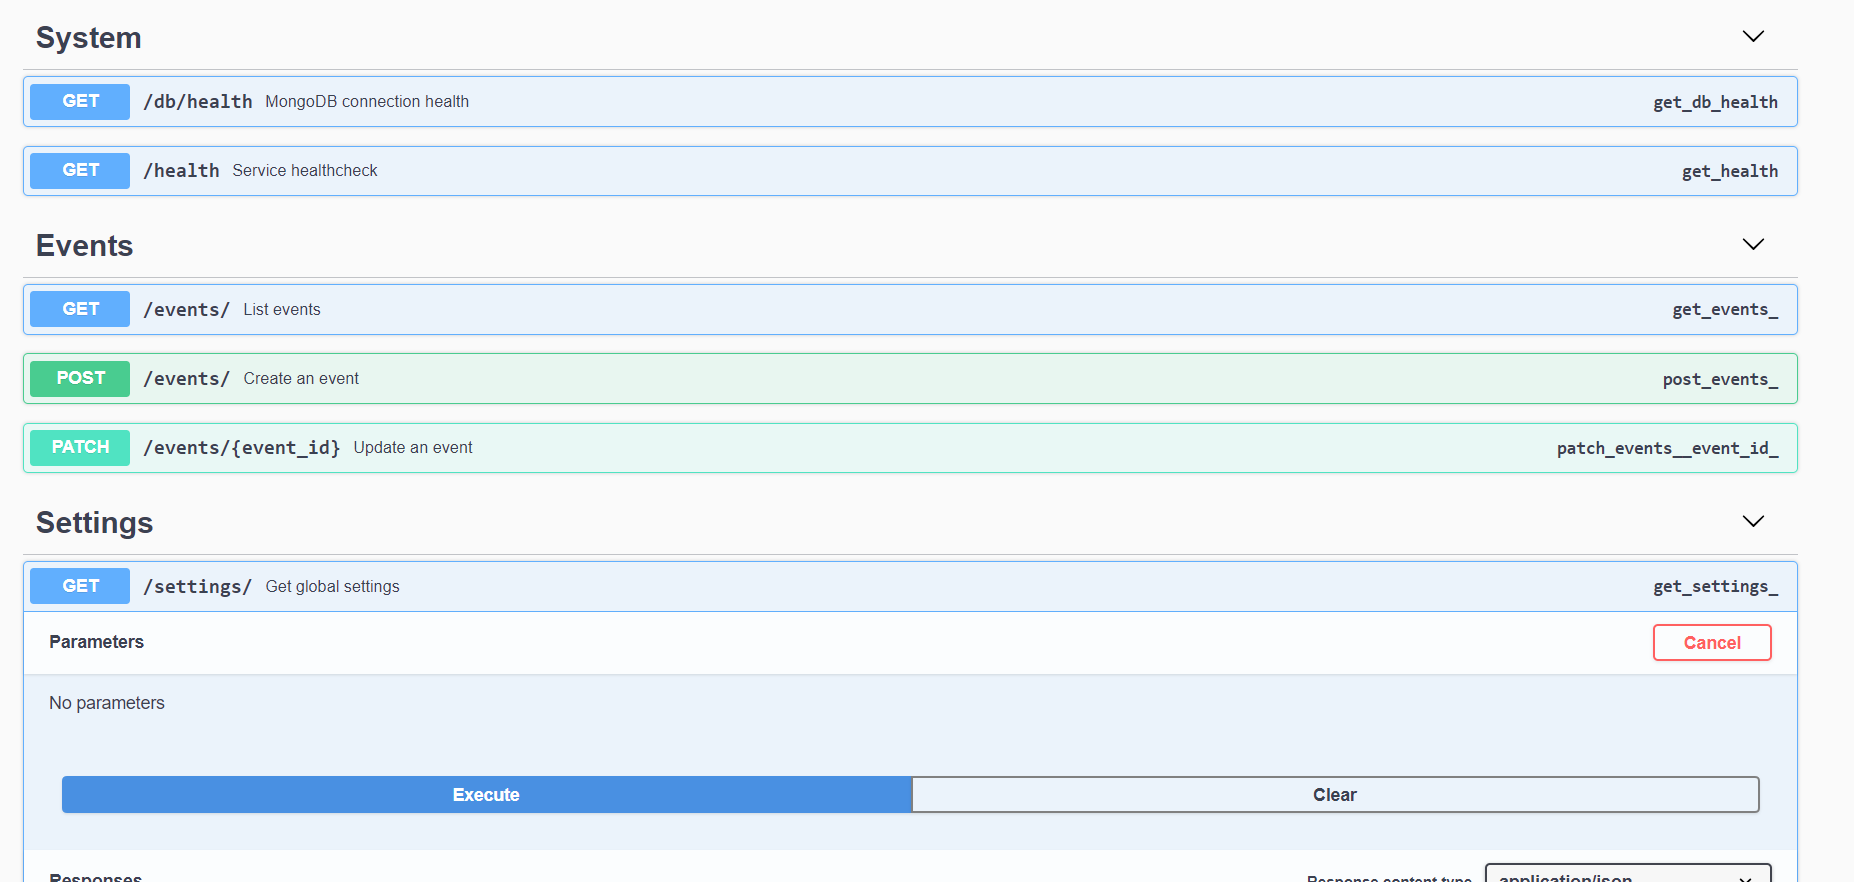 System
GET /db/health MongoDB connection health get_db_health
GET /health Service healthcheck get_health
Events
GET /events/ List events get_events_
POST /events/ Create an event post_events_
PATCH /events/{event_id} Update an event patch_events__event_id_
Settings
GET /settings/ Get global settings get_settings_
Parameters Cancel
No parameters
Execute Clear
Responses Response content type application/json